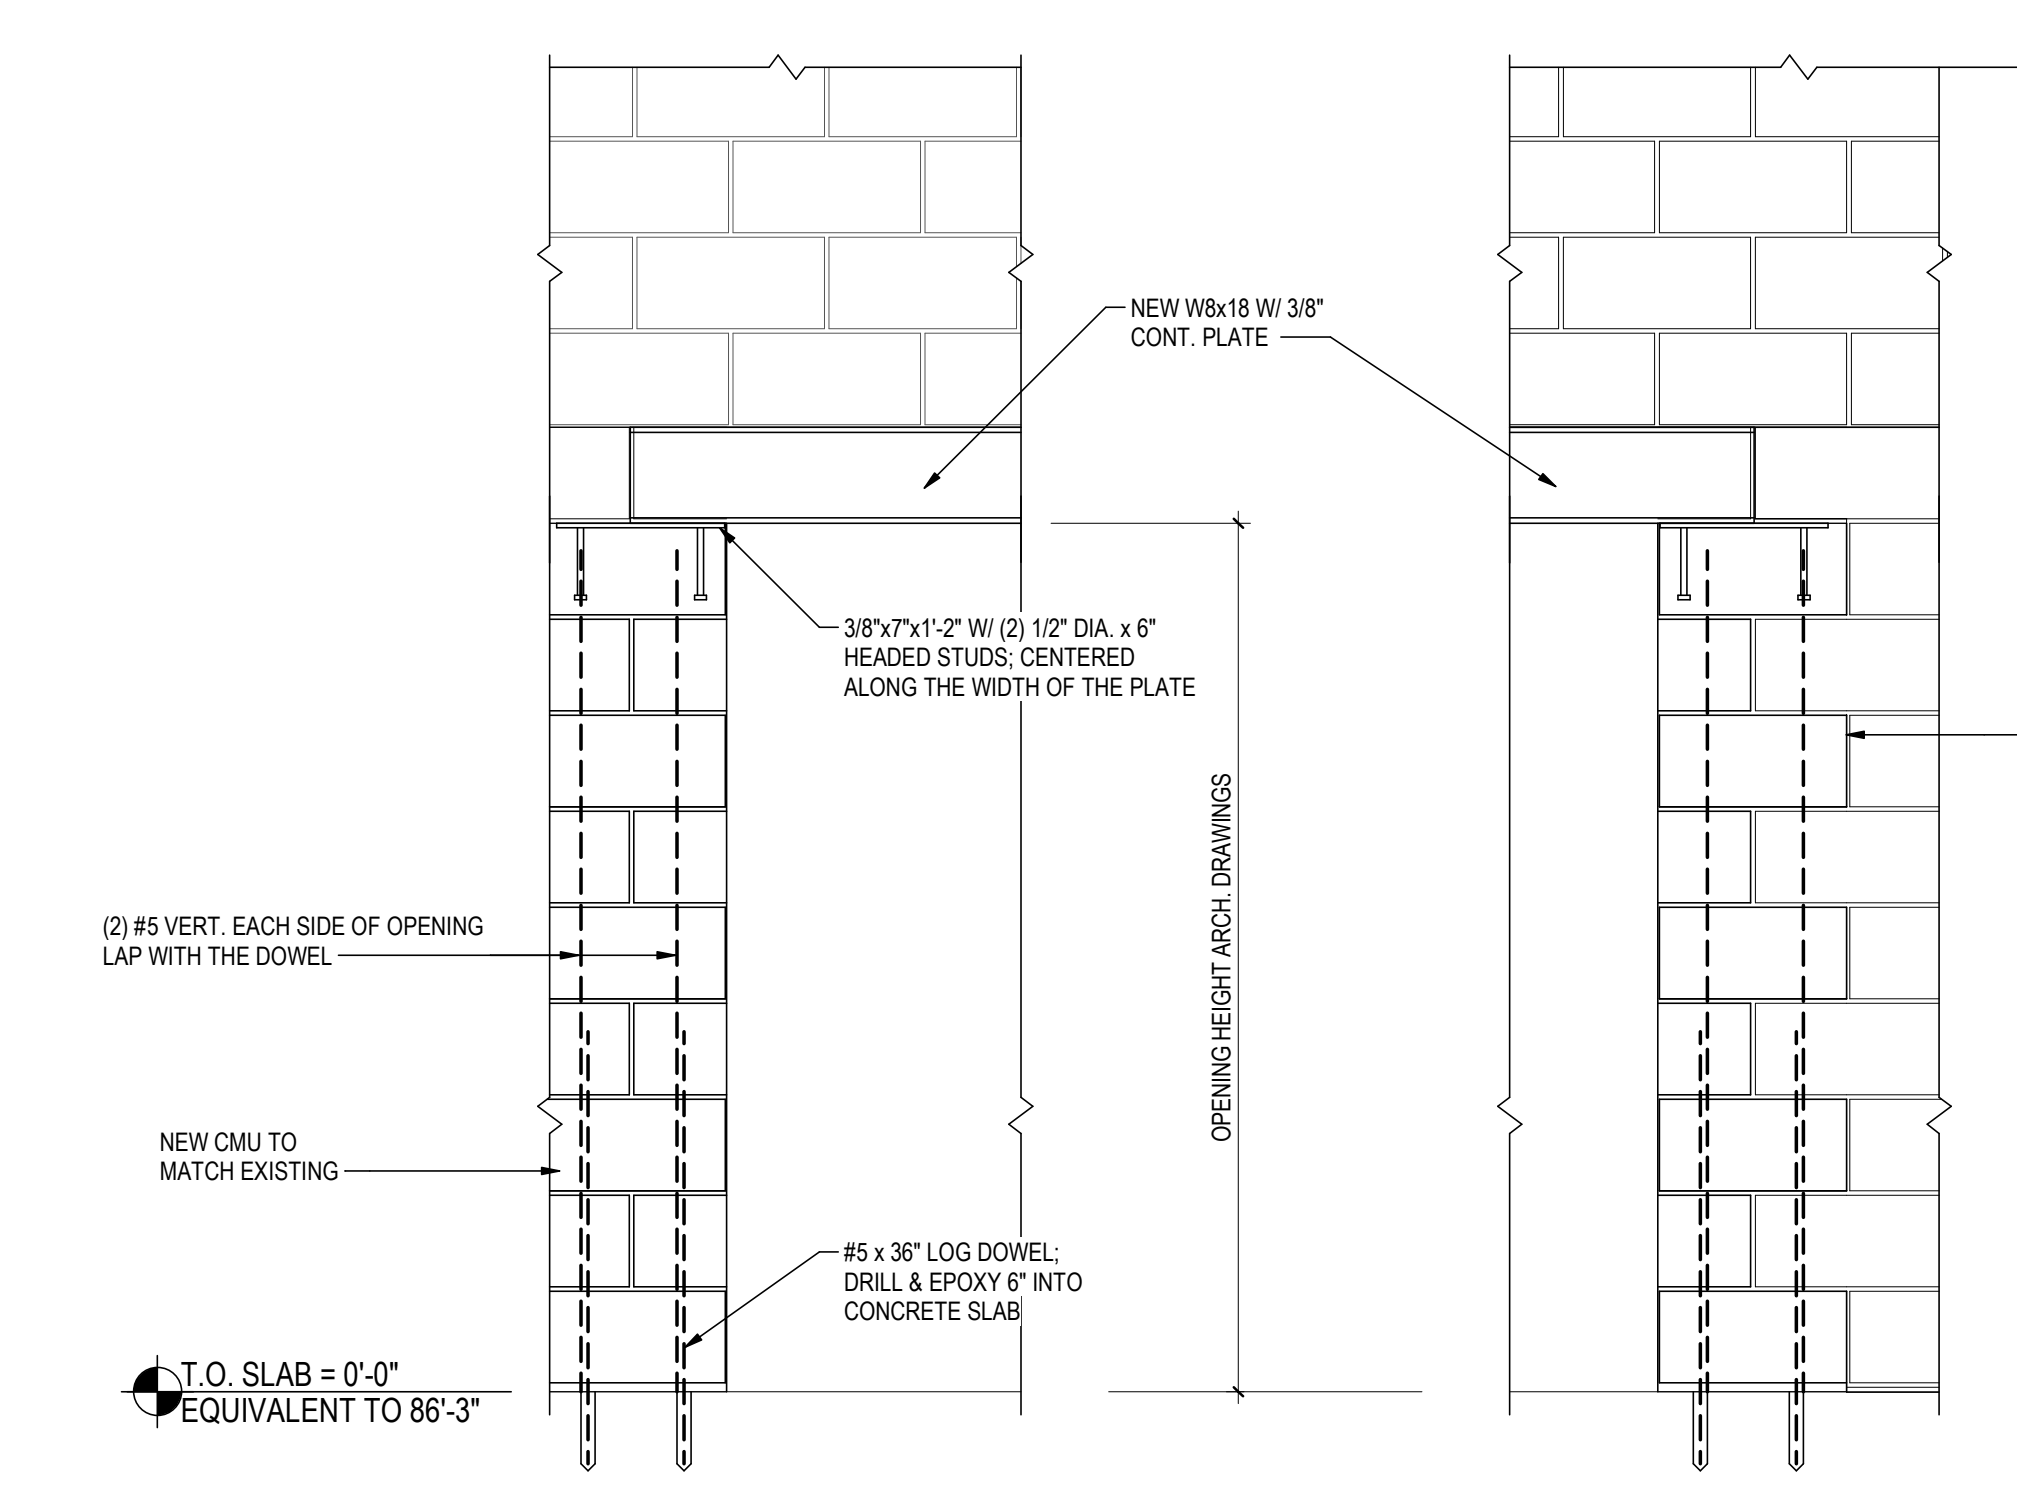 NEW W8x18 W/ 3/8"
CONT. PLATE
3/8"x7"x1'-2" W/ (2) 1/2" DIA. x 6"
HEADED STUDS; CENTERED
ALONG THE WIDTH OF THE PLATE
OPENING HEIGHT ARCH. DRAWINGS
(2) #5 VERT. EACH SIDE OF OPENING
LAP WITH THE DOWEL
NEW CMU TO
MATCH EXISTING
#5 x 36" LOG DOWEL;
DRILL & EPOXY 6" INTO
CONCRETE SLAB
T.O. SLAB = 0'-0"
EQUIVALENT TO 86'-3"